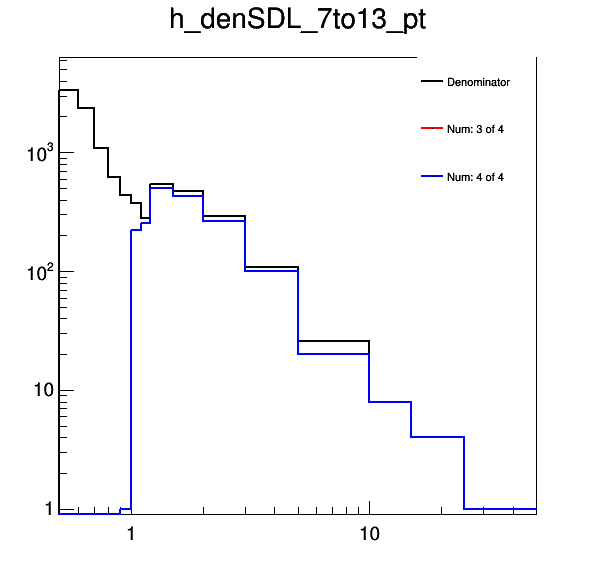 h_denSDL_7to13_pt
Denominator
Num: 3 of 4
Num: 4 of 4
10³
10²
10
1
1 10